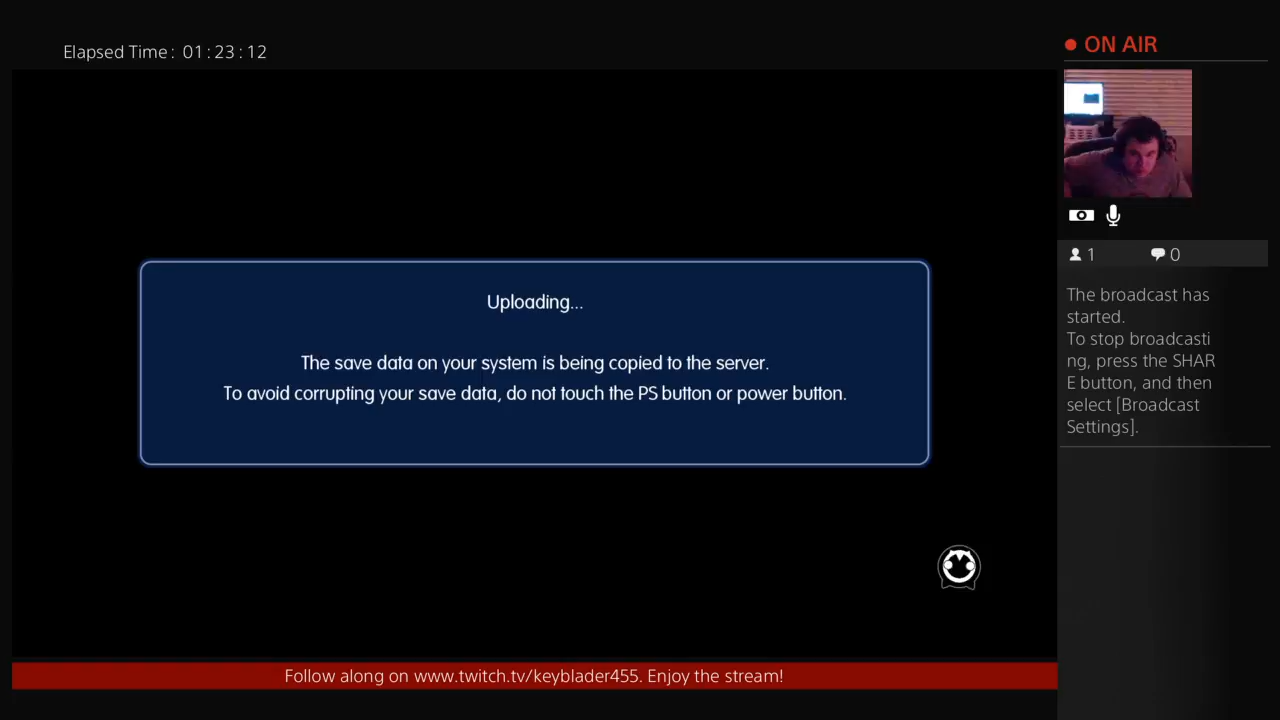 Elapsed Time: 01:23:12
ON AIR
Uploading...
The save data on your system is being copied to the server.
To avoid corrupting your save data, do not touch the PS button or power button.
1
0
The broadcast has
started.
To stop broadcasti
ng, press the SHAR
E button, and then
select [Broadcast
Settings].
Follow along on www.twitch.tv/keyblader455. Enjoy the stream!